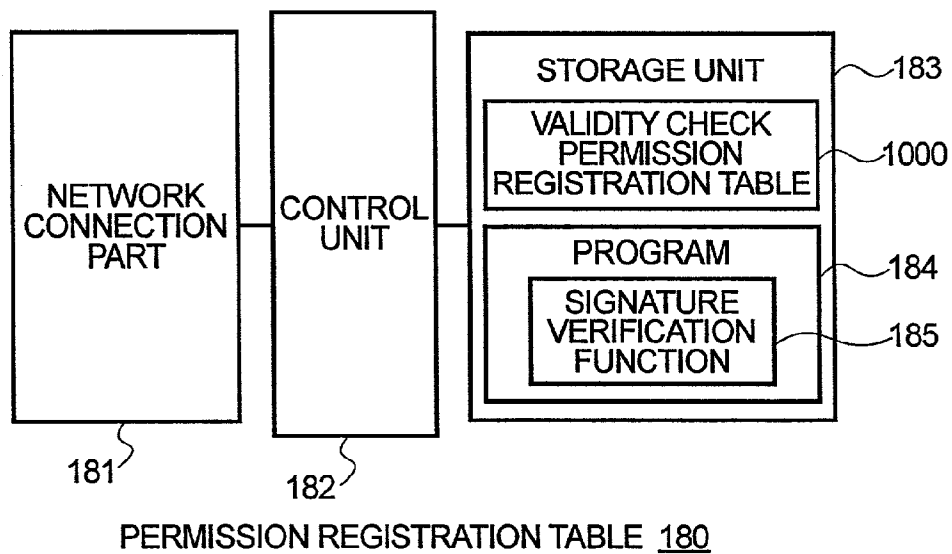 NETWORK
CONNECTION
PART
181
CONTROL
UNIT
182
STORAGE UNIT
183
VALIDITY CHECK
PERMISSION
REGISTRATION TABLE
1000
PROGRAM
184
SIGNATURE
VERIFICATION
FUNCTION
185
PERMISSION REGISTRATION TABLE 180